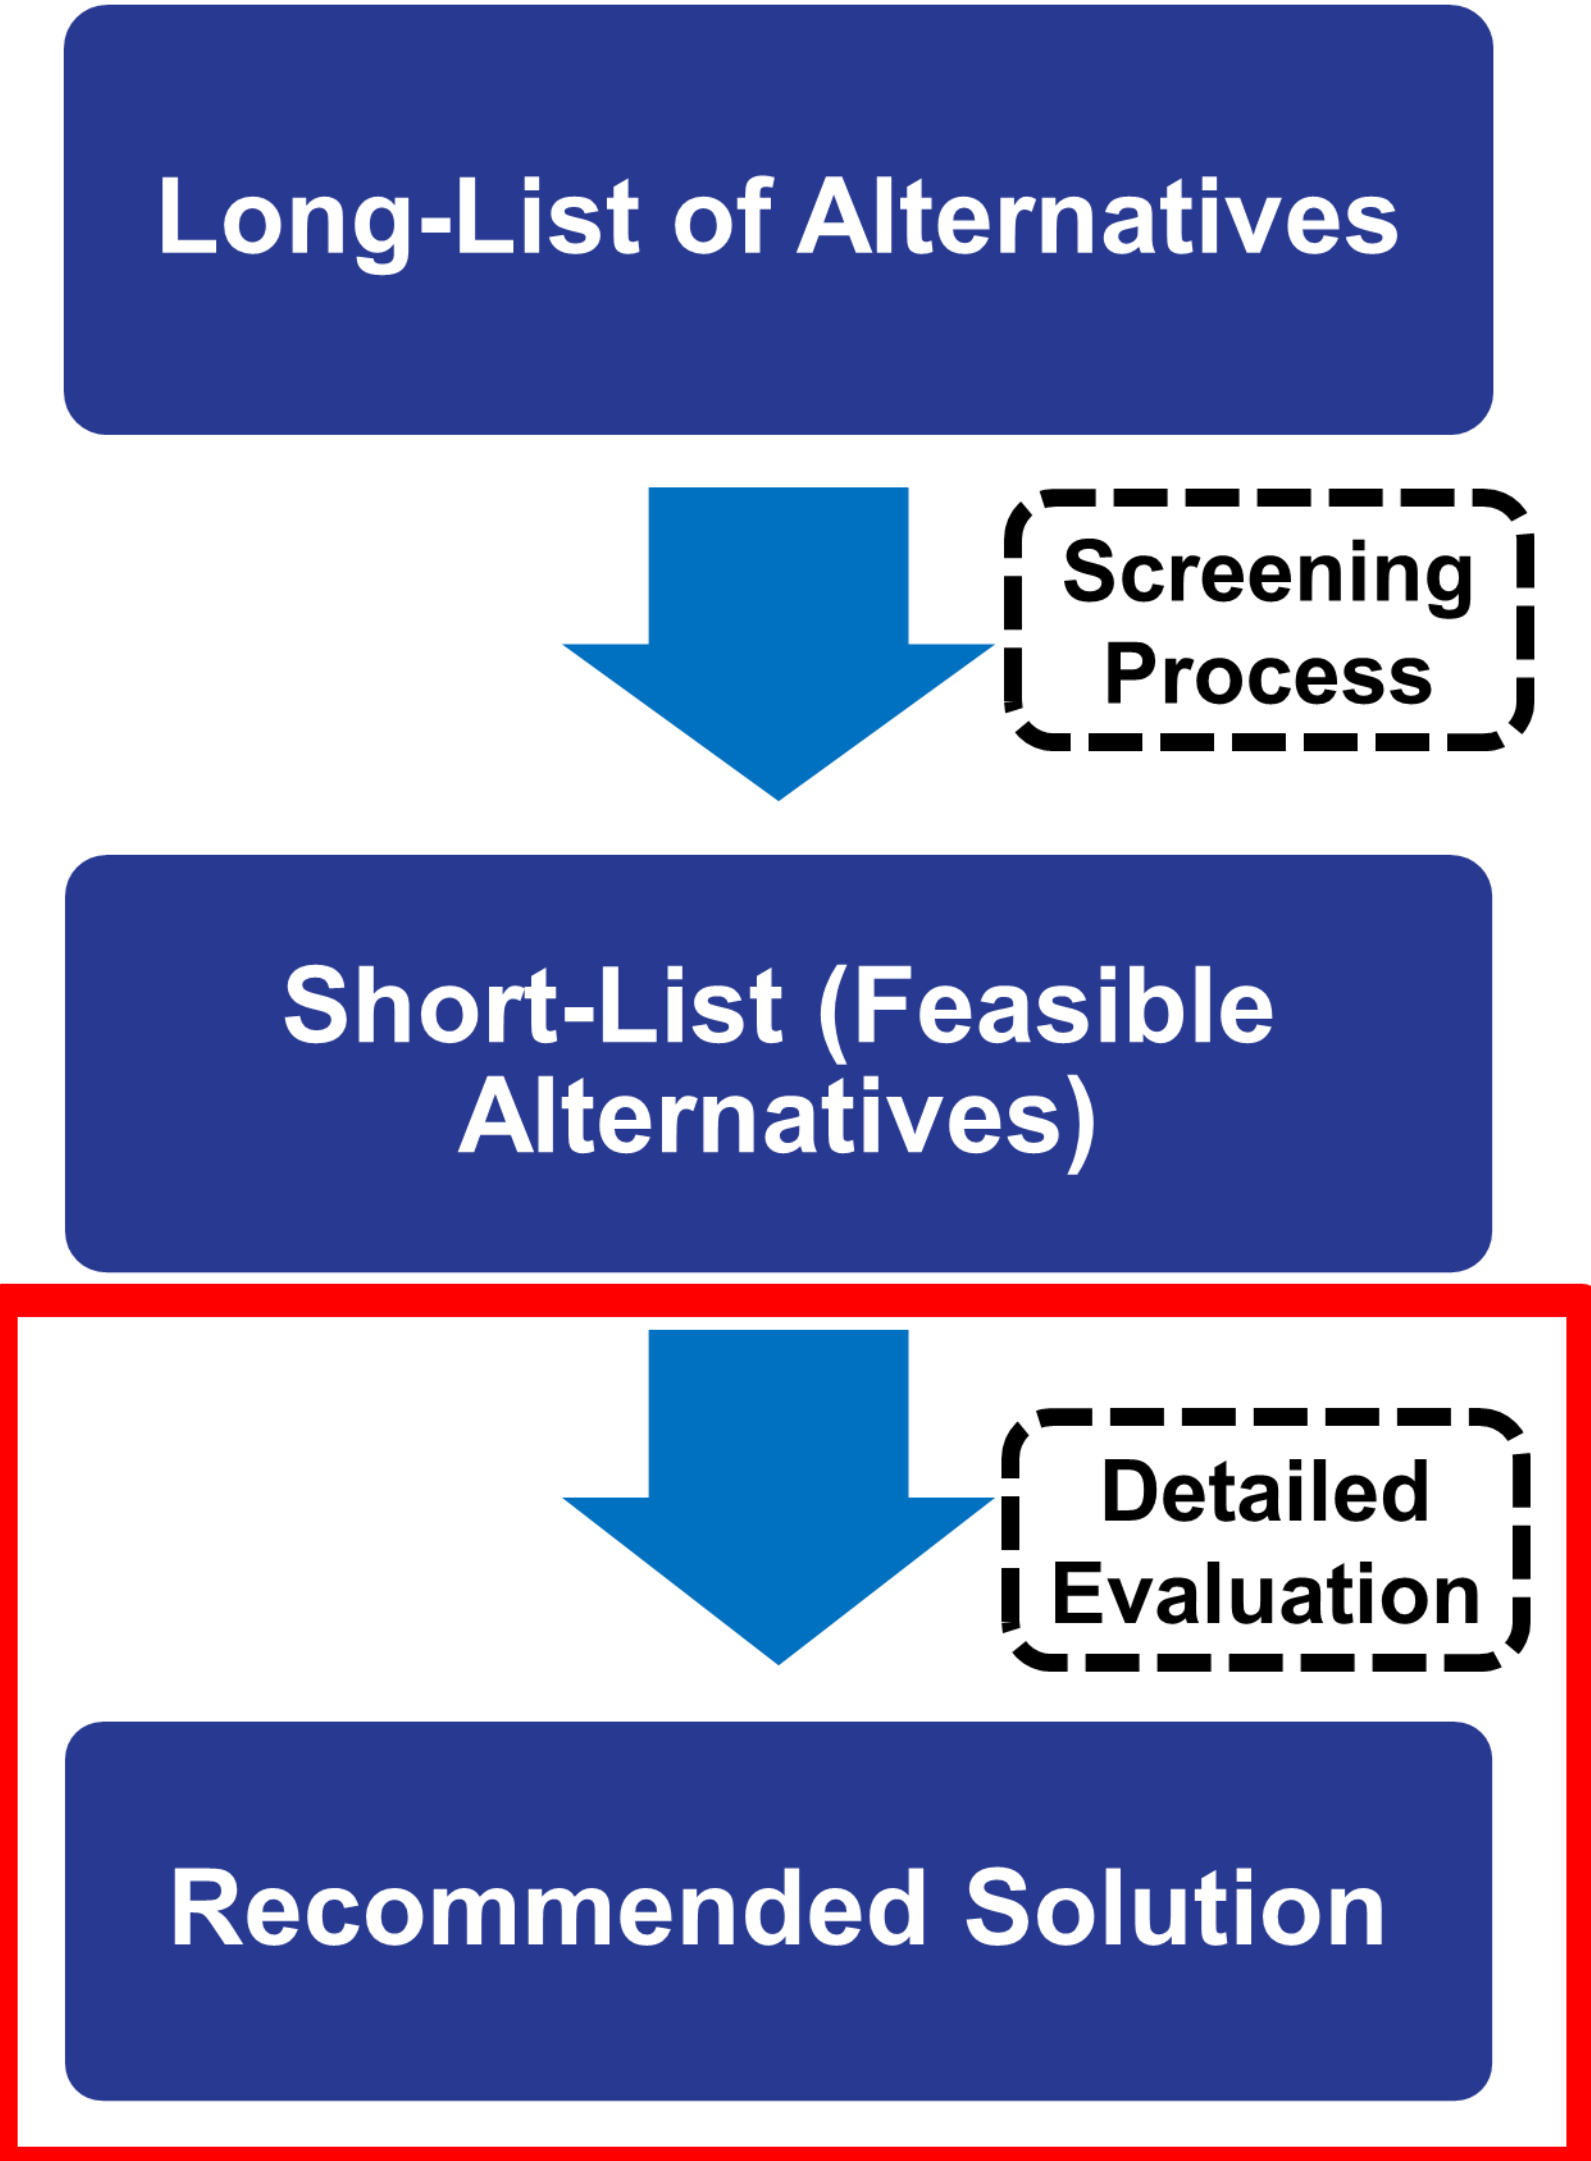 Long-List of Alternatives
Screening
Process
Short-List (Feasible
Alternatives)
Detailed
Evaluation
Recommended Solution